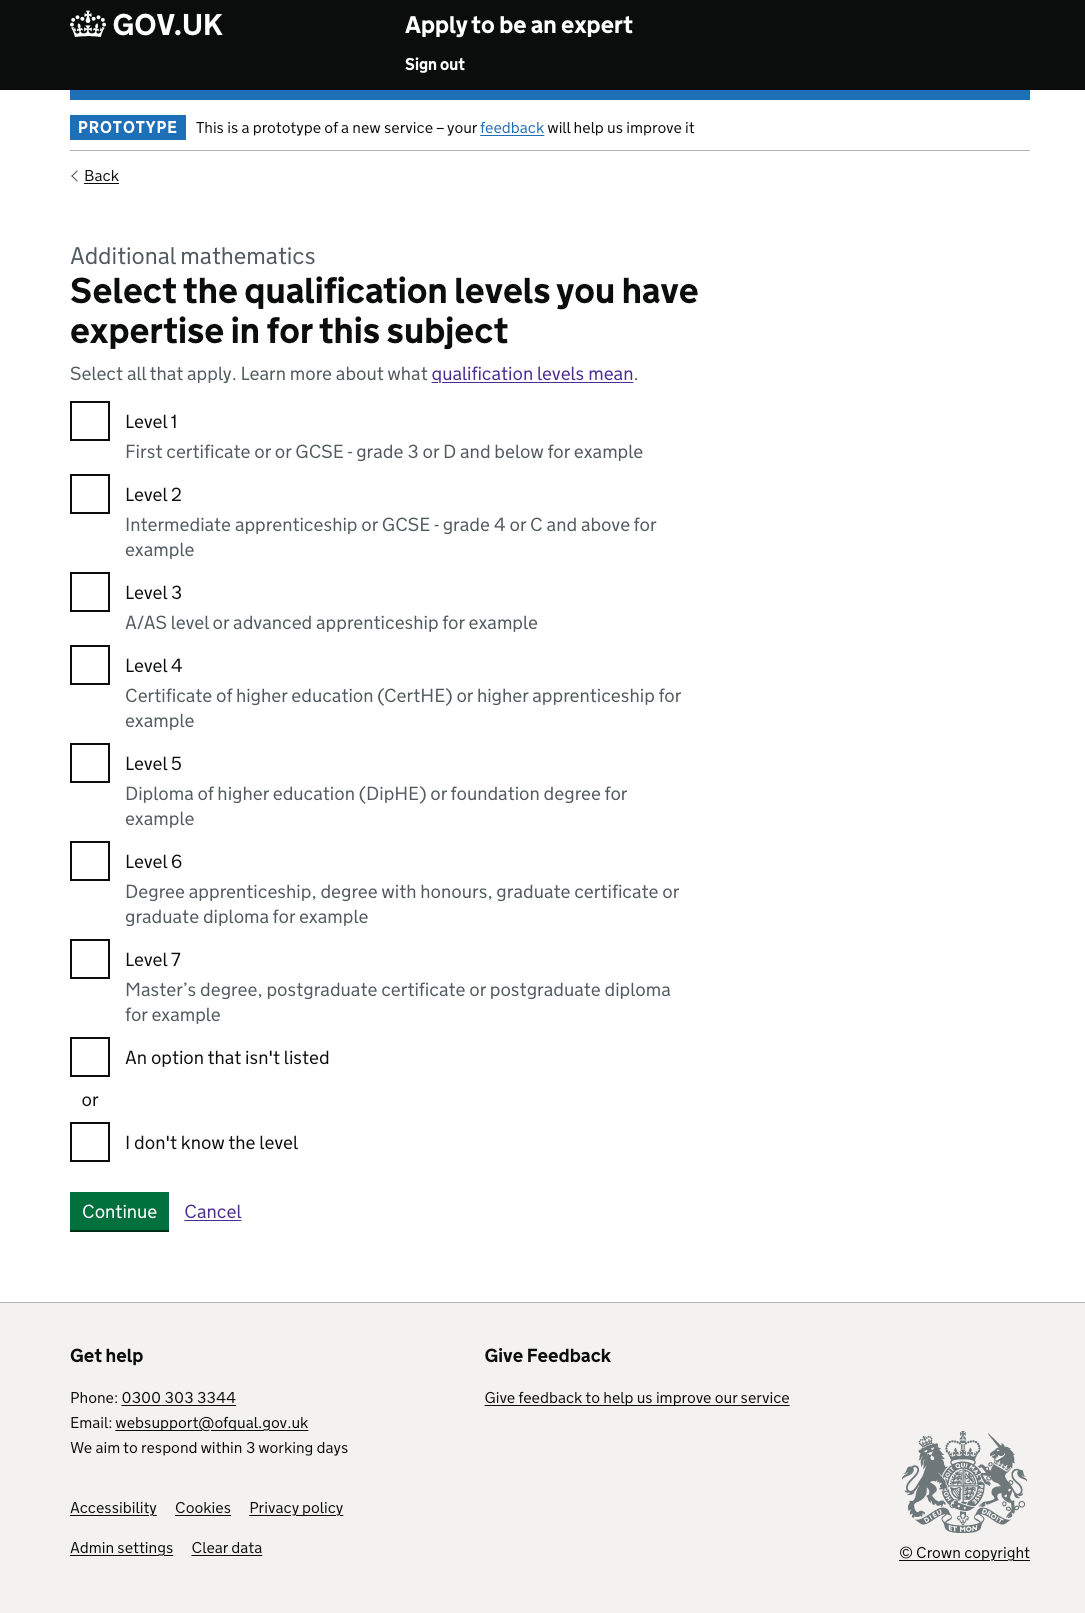 GOV.UK
Apply to be an expert
Sign out
PROTOTYPE This is a prototype of a new service – your feedback will help us improve it
Back
Additional mathematics
Select the qualification levels you have
expertise in for this subject
Select all that apply. Learn more about what qualification levels mean.
Level 1
First certificate or or GCSE - grade 3 or D and below for example
Level 2
Intermediate apprenticeship or GCSE - grade 4 or C and above for
example
Level 3
A/AS level or advanced apprenticeship for example
Level 4
Certificate of higher education (CertHE) or higher apprenticeship for
example
Level 5
Diploma of higher education (DipHE) or foundation degree for
example
Level 6
Degree apprenticeship, degree with honours, graduate certificate or
graduate diploma for example
Level 7
Master’s degree, postgraduate certificate or postgraduate diploma
for example
An option that isn't listed
or
I don't know the level
Continue Cancel
Get help
Phone: 0300 303 3344
Email: websupport@ofqual.gov.uk
We aim to respond within 3 working days
Give Feedback
Give feedback to help us improve our service
Accessibility Cookies Privacy policy
Admin settings Clear data
DIEU ET MON DROIT
© Crown copyright